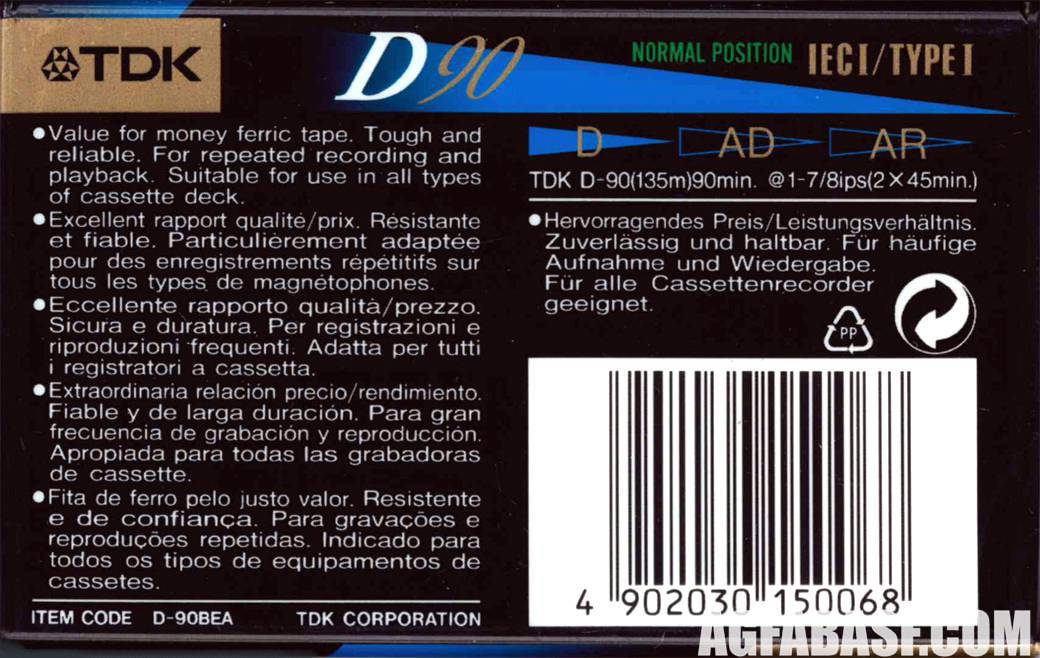 TDK
D90
NORMAL POSITION IEC I/TYPE I
•Value for money ferric tape. Tough and
reliable. For repeated recording and
playback. Suitable for use in all types
of cassette deck.
•Excellent rapport qualité/prix. Résistante
et fiable. Particulièrement adaptée
pour des enregistrements répétitifs sur
tous les types de magnétophones.
•Eccellente rapporto qualità/prezzo.
Sicura e duratura. Per registrazioni e
riproduzioni frequenti. Adatta per tutti
i registratori a cassetta.
•Extraordinaria relación precio/rendimiento.
Fiable y de larga duración. Para gran
frecuencia de grabación y reproducción.
Apropiada para todas las grabadoras
de cassette.
•Fita de ferro pelo justo valor. Resistente
e de confiança. Para gravações e
reproduções repetidas. Indicado para
todos os tipos de equipamentos de
cassetes.
ITEM CODE D-90BEA TDK CORPORATION
D AD AR
TDK D-90(135m)90min. @1-7/8ips(2×45min.)
•Hervorragendes Preis/Leistungsverhältnis.
Zuverlässig und haltbar. Für häufige
Aufnahme und Wiedergabe.
Für alle Cassettenrecorder
geeignet.
PP
4 902030 150068
AGFABASF.COM